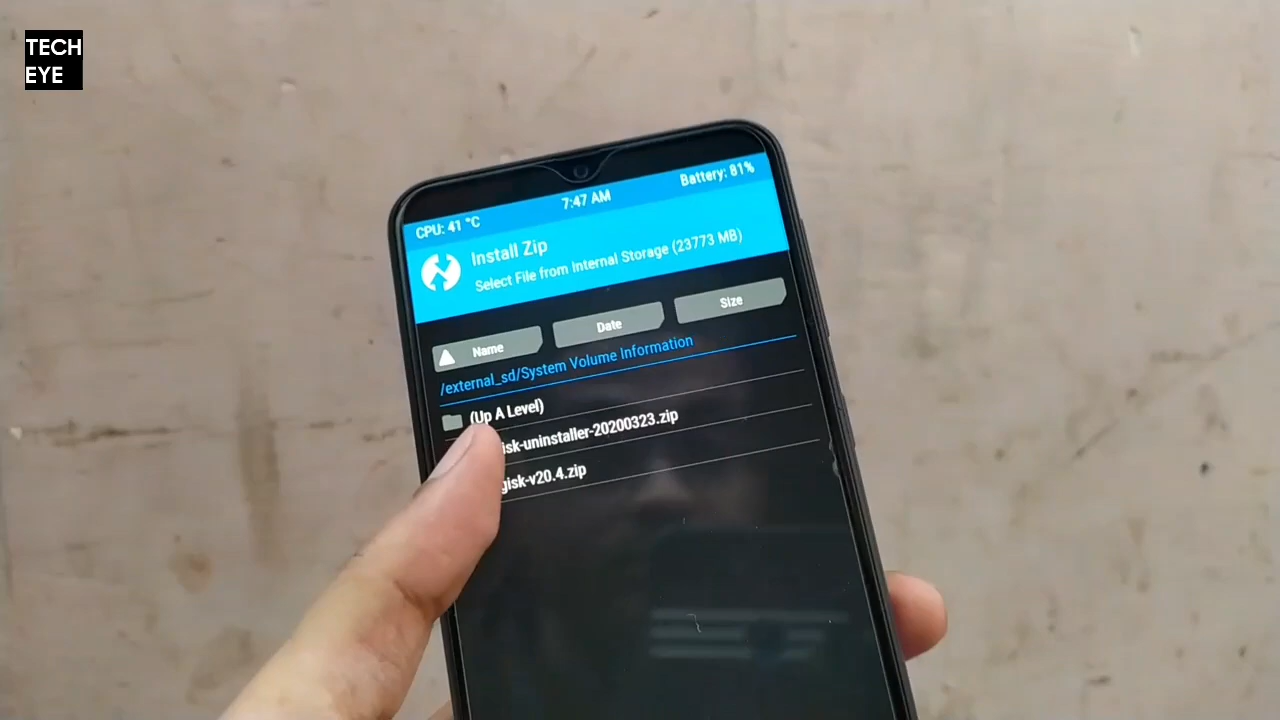 TECH
EYE
CPU: 41 °C 7:47 AM Battery: 81%
Install Zip
Select File from Internal Storage (23773 MB)
Name Date Size
/external_sd/System Volume Information
(Up A Level)
isk-uninstaller-20200323.zip
gisk-v20.4.zip